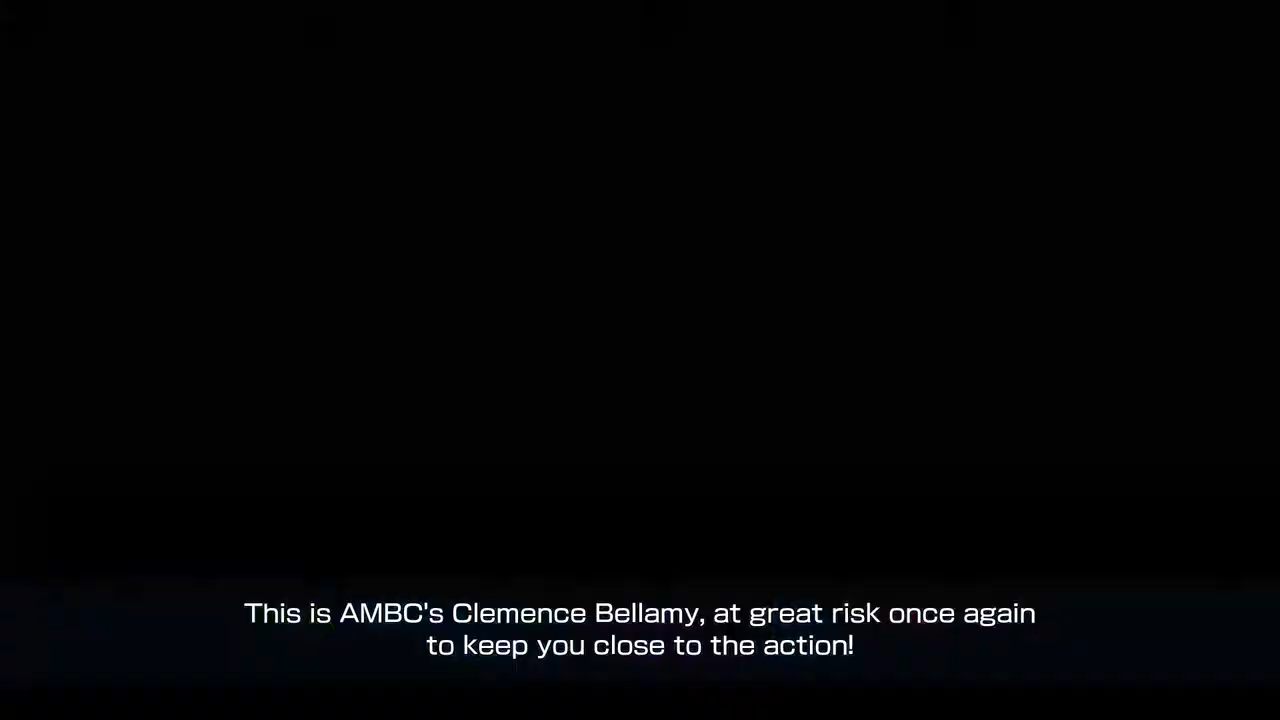 This is AMBC's Clemence Bellamy, at great risk once again
to keep you close to the action!